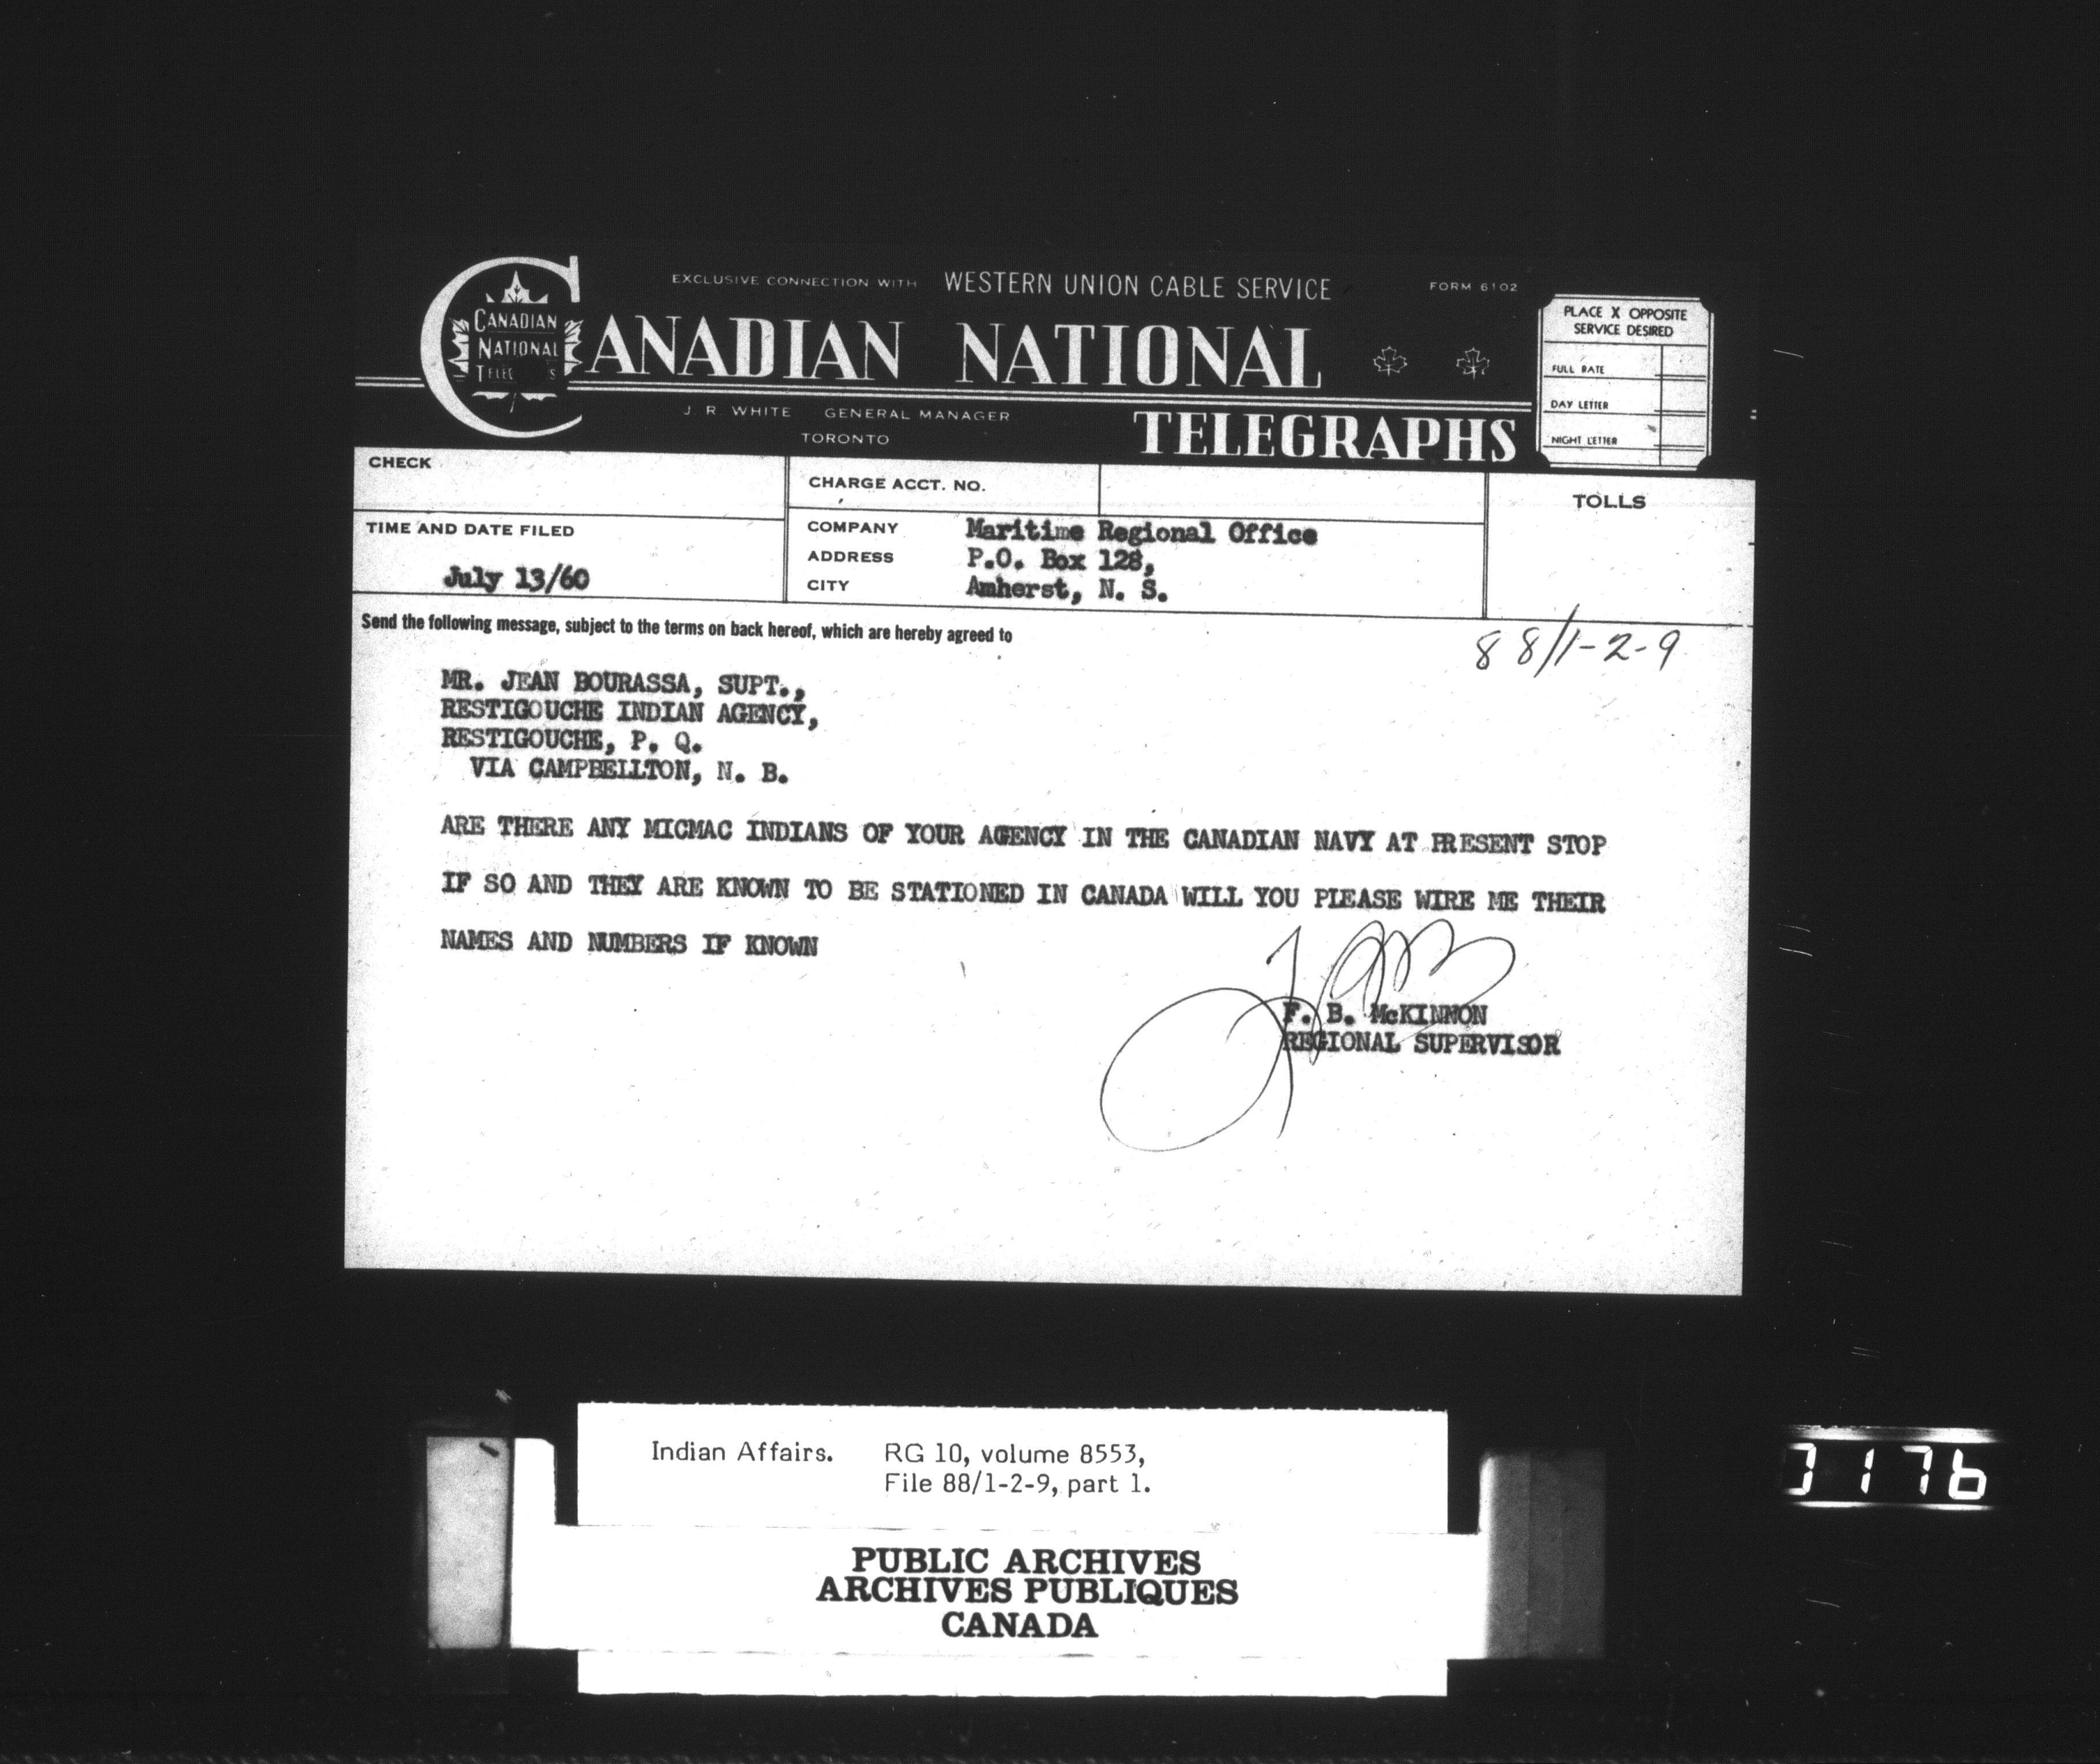 EXCLUSIVE CONNECTION WITH WESTERN UNION CABLE SERVICE
FORM 6102
CANADIAN
NATIONAL
CANADIAN NATIONAL
TELEGRAPHS
J. R. WHITE GENERAL MANAGER
TORONTO
PLACE X OPPOSITE
SERVICE DESIRED
FULL RATE
DAY LETTER
NIGHT LETTER
CHECK
CHARGE ACCT. NO.
TOLLS
TIME AND DATE FILED
July 13/60
COMPANY Maritime Regional Office
ADDRESS P.O. Box 128,
CITY Amherst, N. S.
Send the following message, subject to the terms on back hereof, which are hereby agreed to
88/1-2-9
MR. JEAN BOURASSA, SUPT.,
RESTIGOUCHE INDIAN AGENCY,
RESTIGOUCHE, P. Q.
VIA CAMPBELLTON, N. B.
ARE THERE ANY MICMAC INDIANS OF YOUR AGENCY IN THE CANADIAN NAVY AT PRESENT STOP
IF SO AND THEY ARE KNOWN TO BE STATIONED IN CANADA WILL YOU PLEASE WIRE ME THEIR
NAMES AND NUMBERS IF KNOWN
F. B. McKINNON
REGIONAL SUPERVISOR
Indian Affairs. RG 10, volume 8553,
File 88/1-2-9, part 1.
PUBLIC ARCHIVES
ARCHIVES PUBLIQUES
CANADA